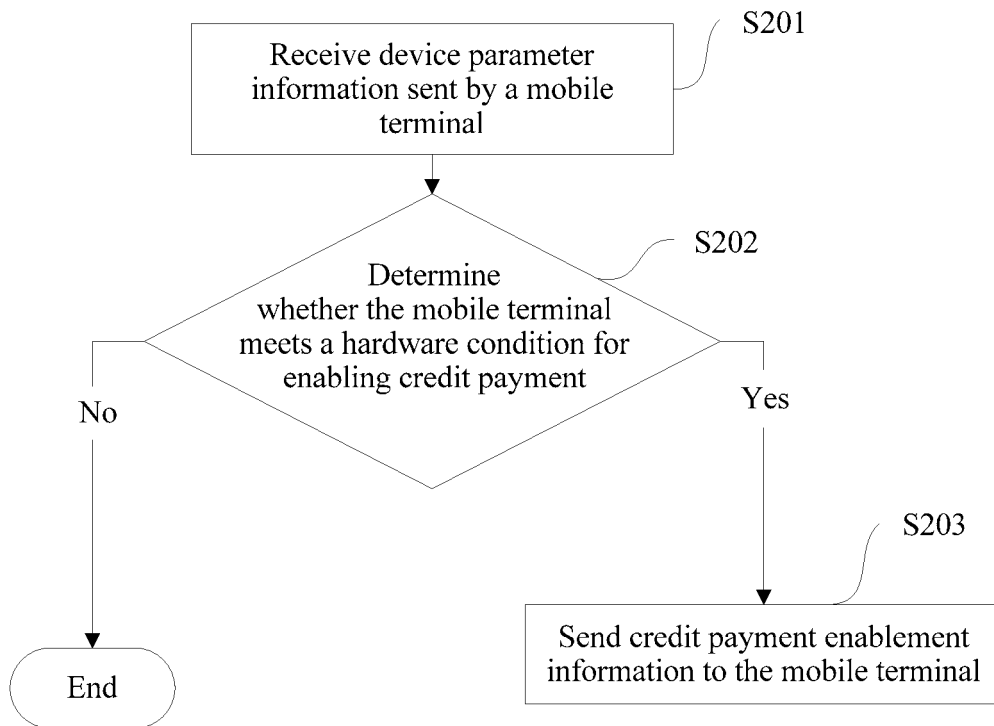 S201
Receive device parameter
information sent by a mobile
terminal
S202
Determine
whether the mobile terminal
meets a hardware condition for
enabling credit payment
No
Yes
S203
Send credit payment enablement
information to the mobile terminal
End